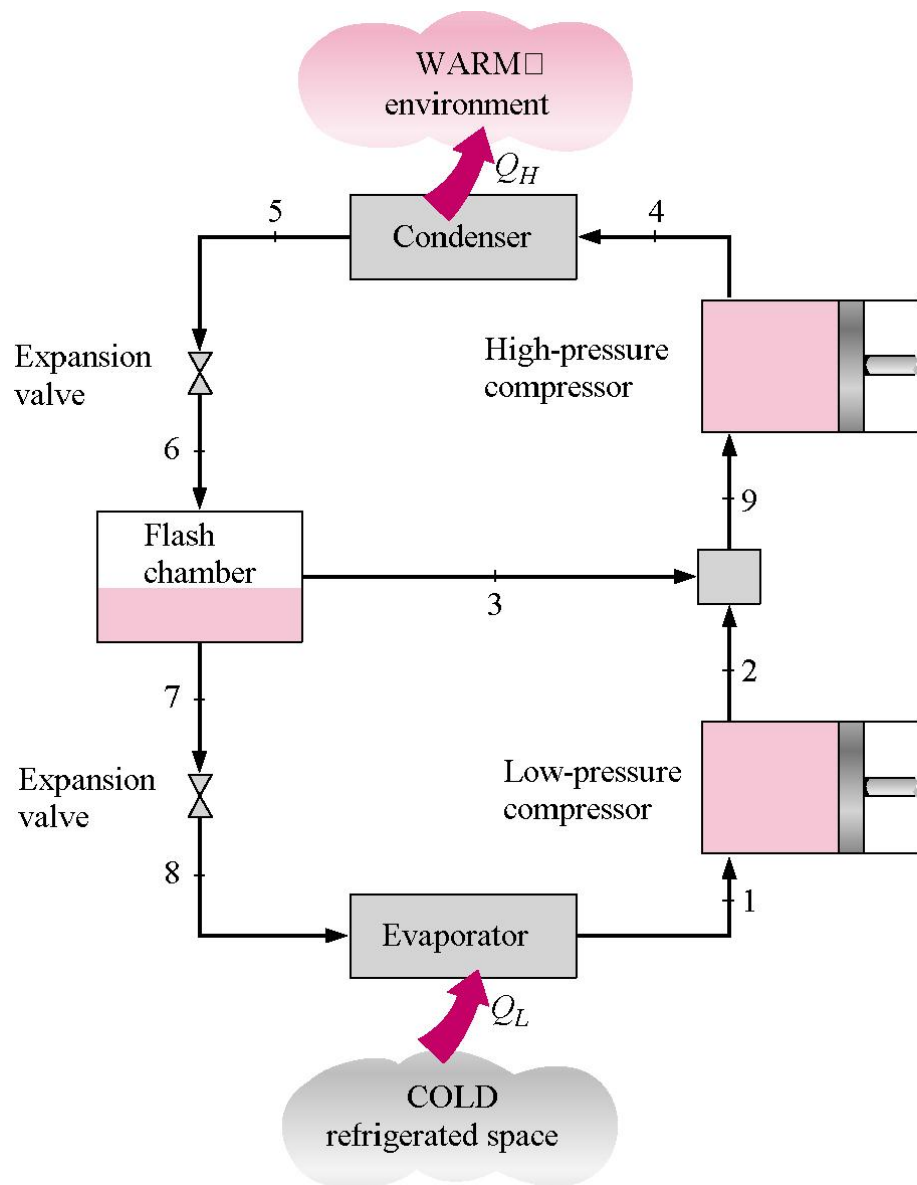 WARM□
environment
Q_H
5
4
Condenser
Expansion
valve
High-pressure
compressor
6
9
Flash
chamber
3
7
2
Expansion
valve
Low-pressure
compressor
8
1
Evaporator
Q_L
COLD
refrigerated space